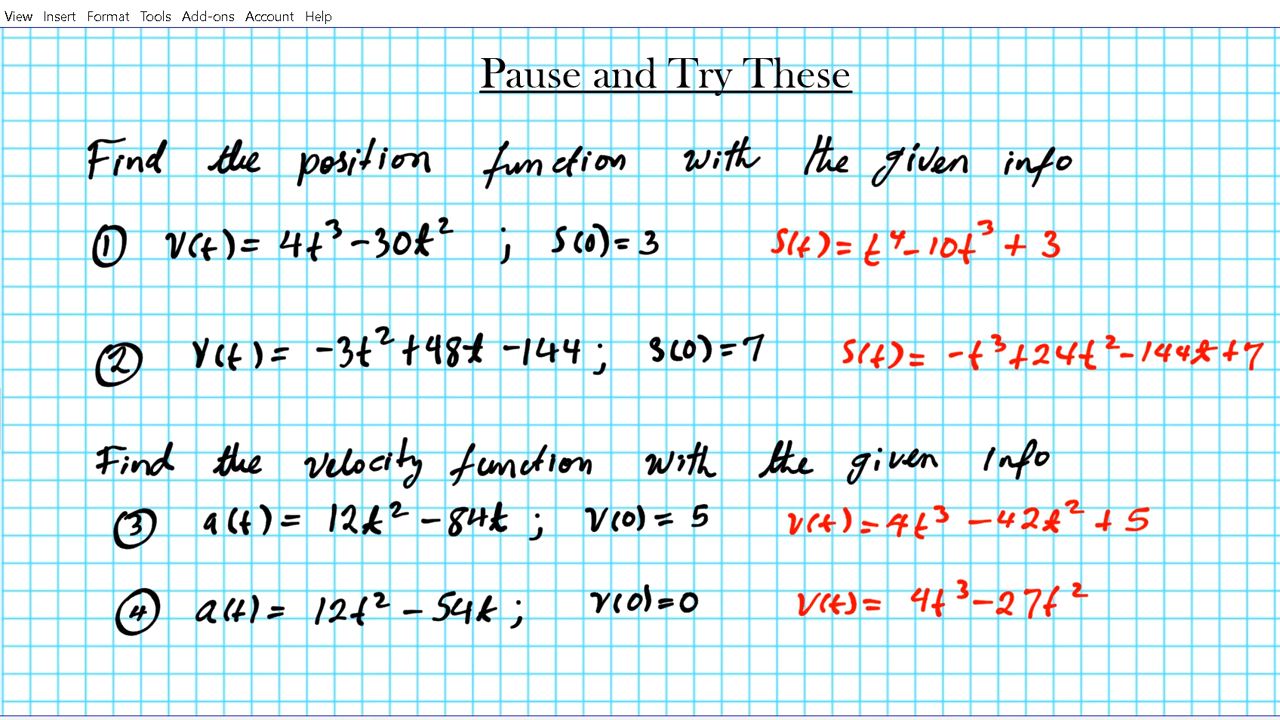 View Insert Format Tools Add-ons Account Help
Pause and Try These
Find the position function with the given info
① v(t) = 4t³ - 30t² ; s(0) = 3 s(t) = t⁴ - 10t³ + 3
② v(t) = -3t² + 48t - 144 ; s(0) = 7 s(t) = -t³ + 24t² - 144t + 7
Find the velocity function with the given info
③ a(t) = 12t² - 84t ; v(0) = 5 v(t) = 4t³ - 42t² + 5
④ a(t) = 12t² - 54t ; v(0) = 0 v(t) = 4t³ - 27t²